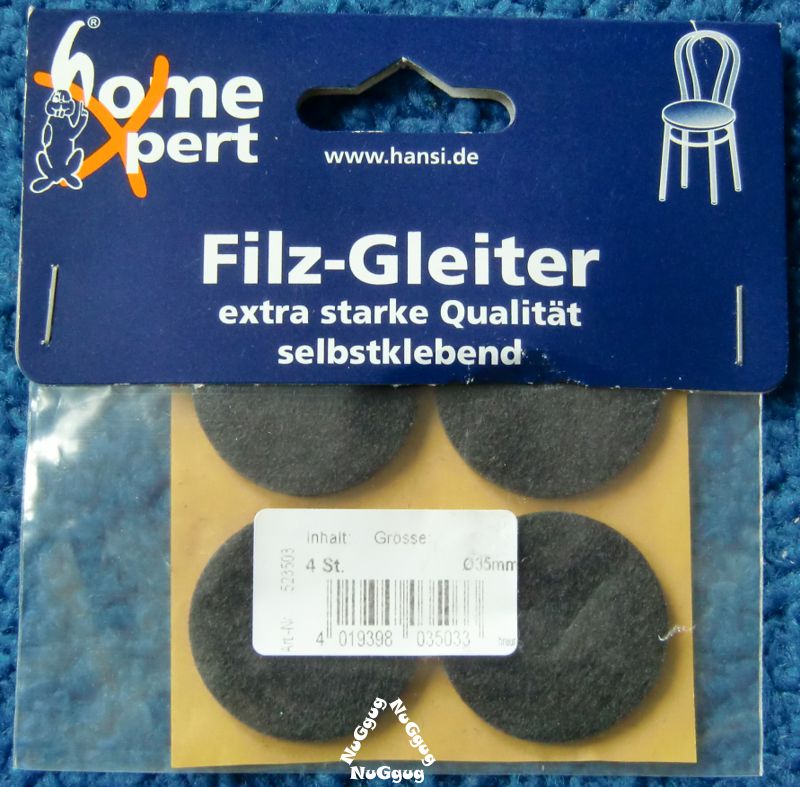 home
®
Xpert
www.hansi.de
Filz-Gleiter
extra starke Qualität
selbstklebend
Inhalt: Grösse:
4 St. Ø35mm
Art.-Nr. 523503
4 019398 035033
NuGgug
NuGgug
NuGgug